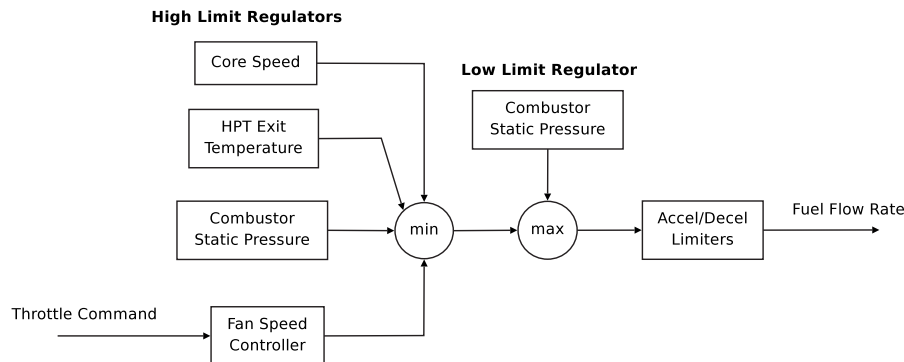 High Limit Regulators
Core Speed
Low Limit Regulator
Combustor
Static Pressure
HPT Exit
Temperature
Combustor
Static Pressure
min
max
Accel/Decel
Limiters
Fuel Flow Rate
Throttle Command
Fan Speed
Controller